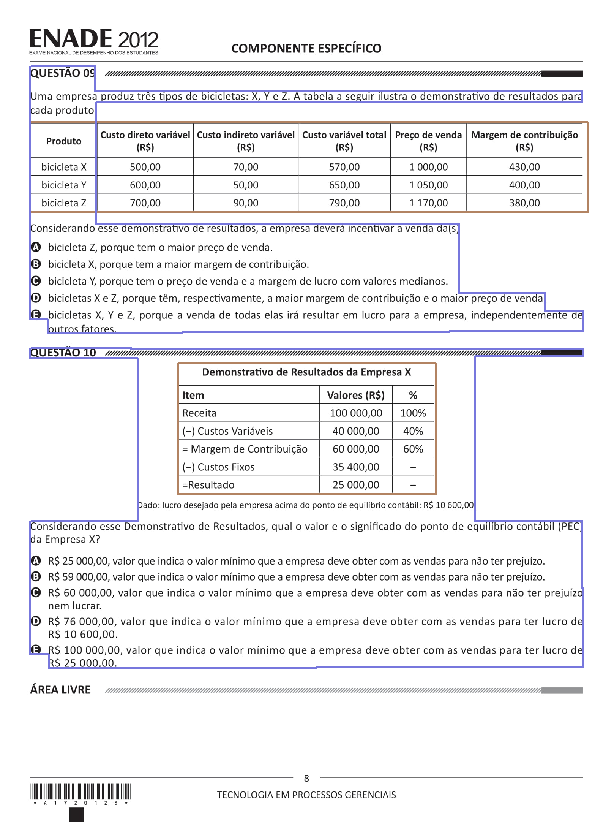 ENADE 2012
EXAME NACIONAL DE DESEMPENHO DOS ESTUDANTES
COMPONENTE ESPECÍFICO
QUESTÃO 09
Uma empresa produz três tipos de bicicletas: X, Y e Z. A tabela a seguir ilustra o demonstrativo de resultados para
cada produto
Produto | Custo direto variável (R$) | Custo indireto variável (R$) | Custo variável total (R$) | Preço de venda (R$) | Margem de contribuição (R$)
bicicleta X | 500,00 | 70,00 | 570,00 | 1 000,00 | 430,00
bicicleta Y | 600,00 | 50,00 | 650,00 | 1 050,00 | 400,00
bicicleta Z | 700,00 | 90,00 | 790,00 | 1 170,00 | 380,00
Considerando esse demonstrativo de resultados, a empresa deverá incentivar a venda da(s)
A bicicleta Z, porque tem o maior preço de venda.
B bicicleta X, porque tem a maior margem de contribuição.
C bicicleta Y, porque tem o preço de venda e a margem de lucro com valores medianos.
D bicicletas X e Z, porque têm, respectivamente, a maior margem de contribuição e o maior preço de venda
E bicicletas X, Y e Z, porque a venda de todas elas irá resultar em lucro para a empresa, independentemente de
outros fatores.
QUESTÃO 10
Demonstrativo de Resultados da Empresa X
Item | Valores (R$) | %
Receita | 100 000,00 | 100%
(–) Custos Variáveis | 40 000,00 | 40%
= Margem de Contribuição | 60 000,00 | 60%
(–) Custos Fixos | 35 400,00 | –
=Resultado | 25 000,00 | –
Dado: lucro desejado pela empresa acima do ponto de equilíbrio contábil: R$ 10 600,00
Considerando esse Demonstrativo de Resultados, qual o valor e o significado do ponto de equilíbrio contábil (PEC)
da Empresa X?
A R$ 25 000,00, valor que indica o valor mínimo que a empresa deve obter com as vendas para não ter prejuízo.
B R$ 59 000,00, valor que indica o valor mínimo que a empresa deve obter com as vendas para não ter prejuízo.
C R$ 60 000,00, valor que indica o valor mínimo que a empresa deve obter com as vendas para não ter prejuízo
nem lucrar.
D R$ 76 000,00, valor que indica o valor mínimo que a empresa deve obter com as vendas para ter lucro de
R$ 10 600,00.
E R$ 100 000,00, valor que indica o valor mínimo que a empresa deve obter com as vendas para ter lucro de
R$ 25 000,00.
ÁREA LIVRE
8
TECNOLOGIA EM PROCESSOS GERENCIAIS
* A 1 7 2 0 1 2 8 *